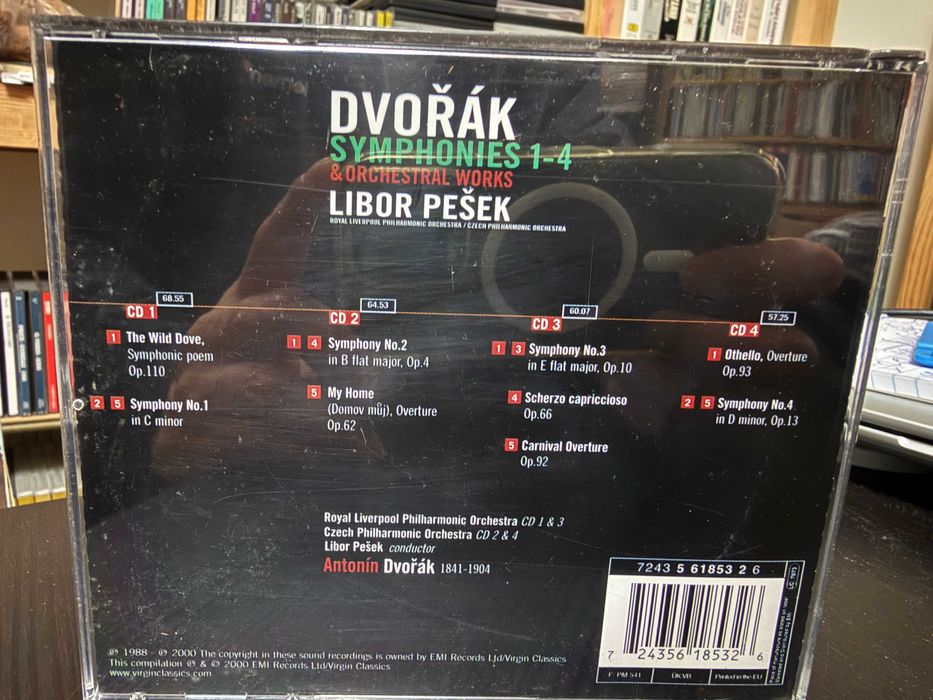 DVOŘÁK
SYMPHONIES 1-4
& ORCHESTRAL WORKS
LIBOR PEŠEK
ROYAL LIVERPOOL PHILHARMONIC ORCHESTRA / CZECH PHILHARMONIC ORCHESTRA
68.55
CD 1
1 The Wild Dove,
Symphonic poem
Op.110
2 5 Symphony No.1
in C minor
64.53
CD 2
1 4 Symphony No.2
in B flat major, Op.4
5 My Home
(Domov můj), Overture
Op.62
60.07
CD 3
1 3 Symphony No.3
in E flat major, Op.10
4 Scherzo capriccioso
Op.66
5 Carnival Overture
Op.92
57.25
CD 4
1 Othello, Overture
Op.93
2 5 Symphony No.4
in D minor, Op.13
Royal Liverpool Philharmonic Orchestra CD 1 & 3
Czech Philharmonic Orchestra CD 2 & 4
Libor Pešek conductor
Antonín Dvořák 1841-1904
7243 5 61853 2 6
LC 7873
7 24356 18532 6
F: PM 541
UK:VB
Printed in the EU
℗ 1988 - ℗ 2000 The copyright in these sound recordings is owned by EMI Records Ltd/Virgin Classics
This compilation ℗ & © 2000 EMI Records Ltd/Virgin Classics
www.virginclassics.com